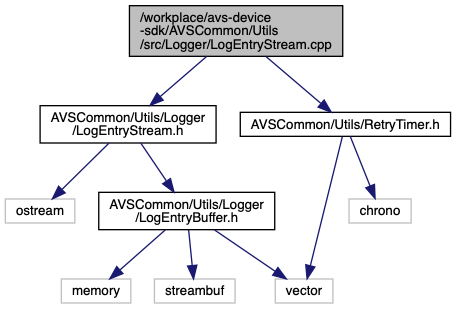 /workplace/avs-device
-sdk/AVSCommon/Utils
/src/Logger/LogEntryStream.cpp
AVSCommon/Utils/Logger
/LogEntryStream.h
AVSCommon/Utils/RetryTimer.h
ostream
AVSCommon/Utils/Logger
/LogEntryBuffer.h
chrono
memory
streambuf
vector